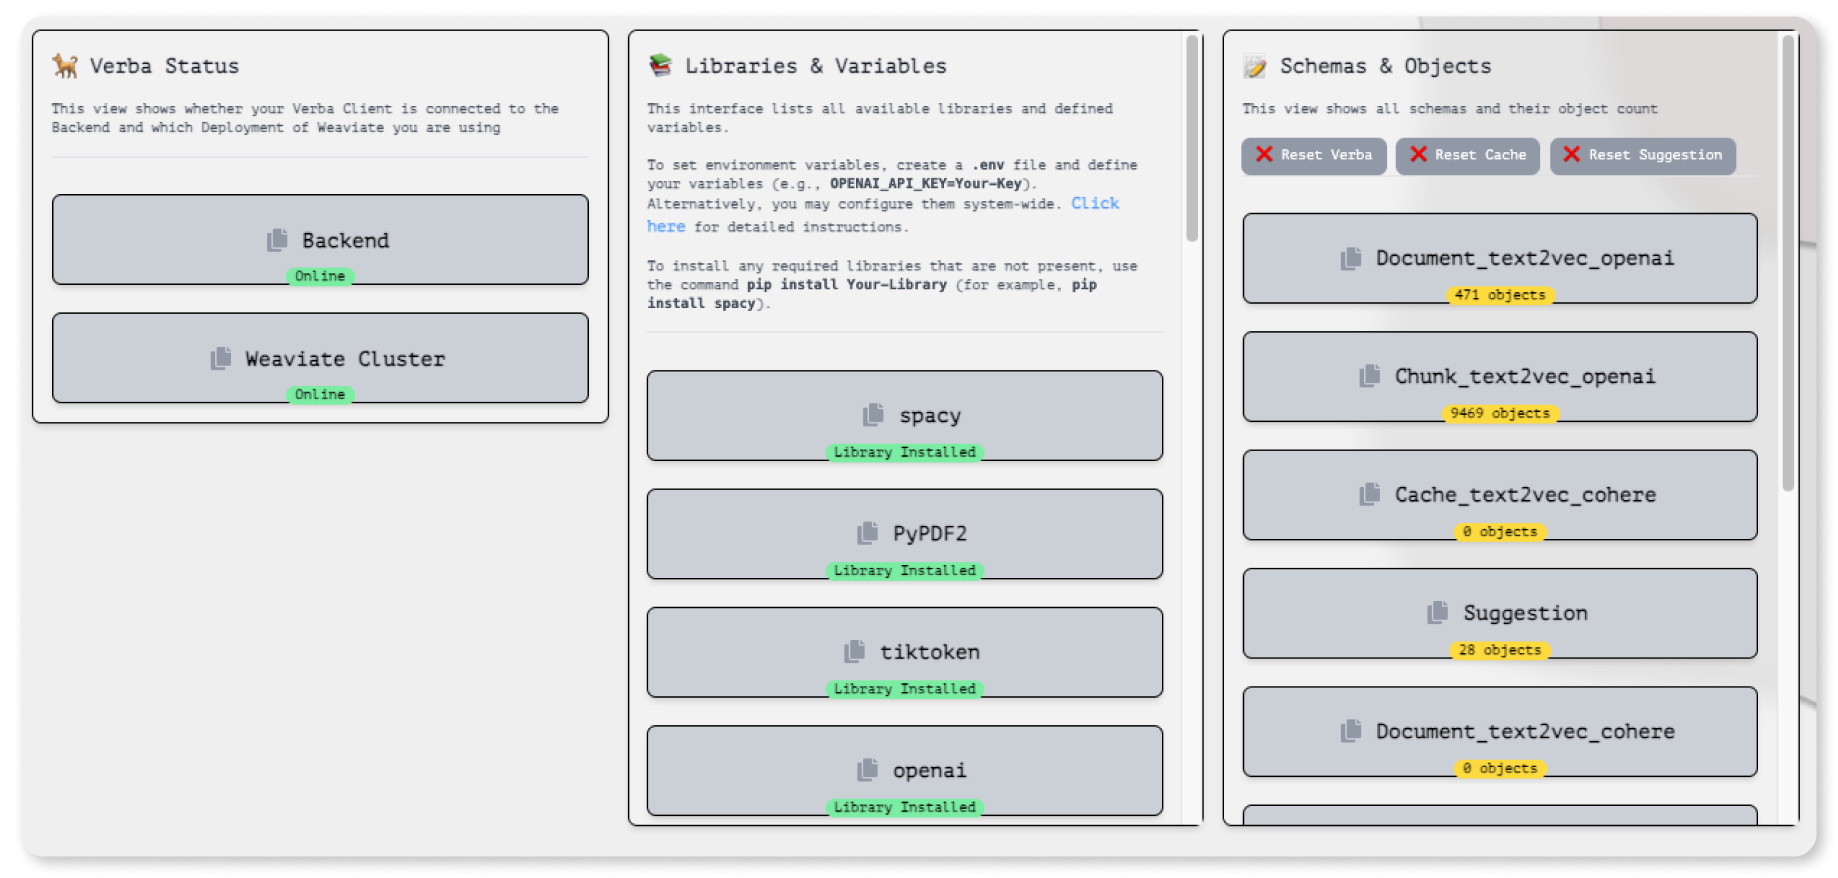 Verba Status
This view shows whether your Verba Client is connected to the
Backend and which Deployment of Weaviate you are using
Backend
Online
Weaviate Cluster
Online
Libraries & Variables
This interface lists all available libraries and defined
variables.
To set environment variables, create a .env file and define
your variables (e.g., OPENAI_API_KEY=Your-Key).
Alternatively, you may configure them system-wide. Click
here for detailed instructions.
To install any required libraries that are not present, use
the command pip install Your-Library (for example, pip
install spacy).
spacy
Library Installed
PyPDF2
Library Installed
tiktoken
Library Installed
openai
Library Installed
Schemas & Objects
This view shows all schemas and their object count
Reset Verba
Reset Cache
Reset Suggestion
Document_text2vec_openai
471 objects
Chunk_text2vec_openai
9469 objects
Cache_text2vec_cohere
0 objects
Suggestion
28 objects
Document_text2vec_cohere
0 objects